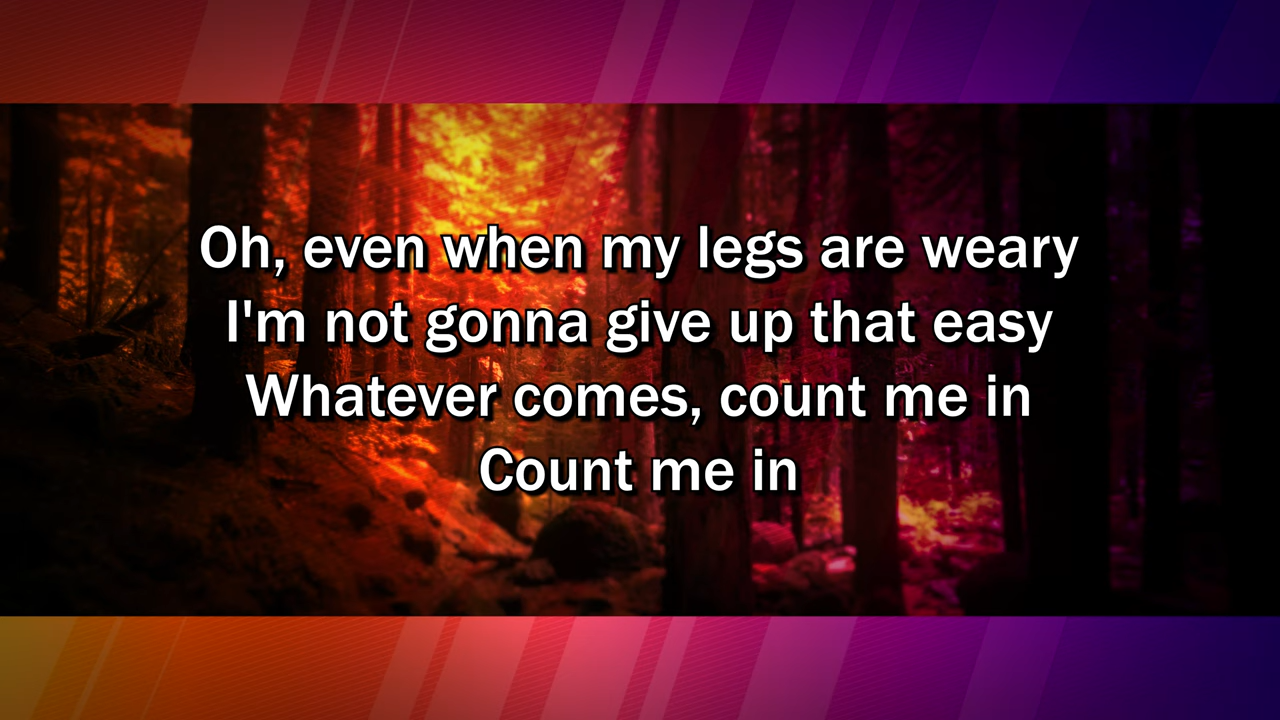 Oh, even when my legs are weary
I'm not gonna give up that easy
Whatever comes, count me in
Count me in